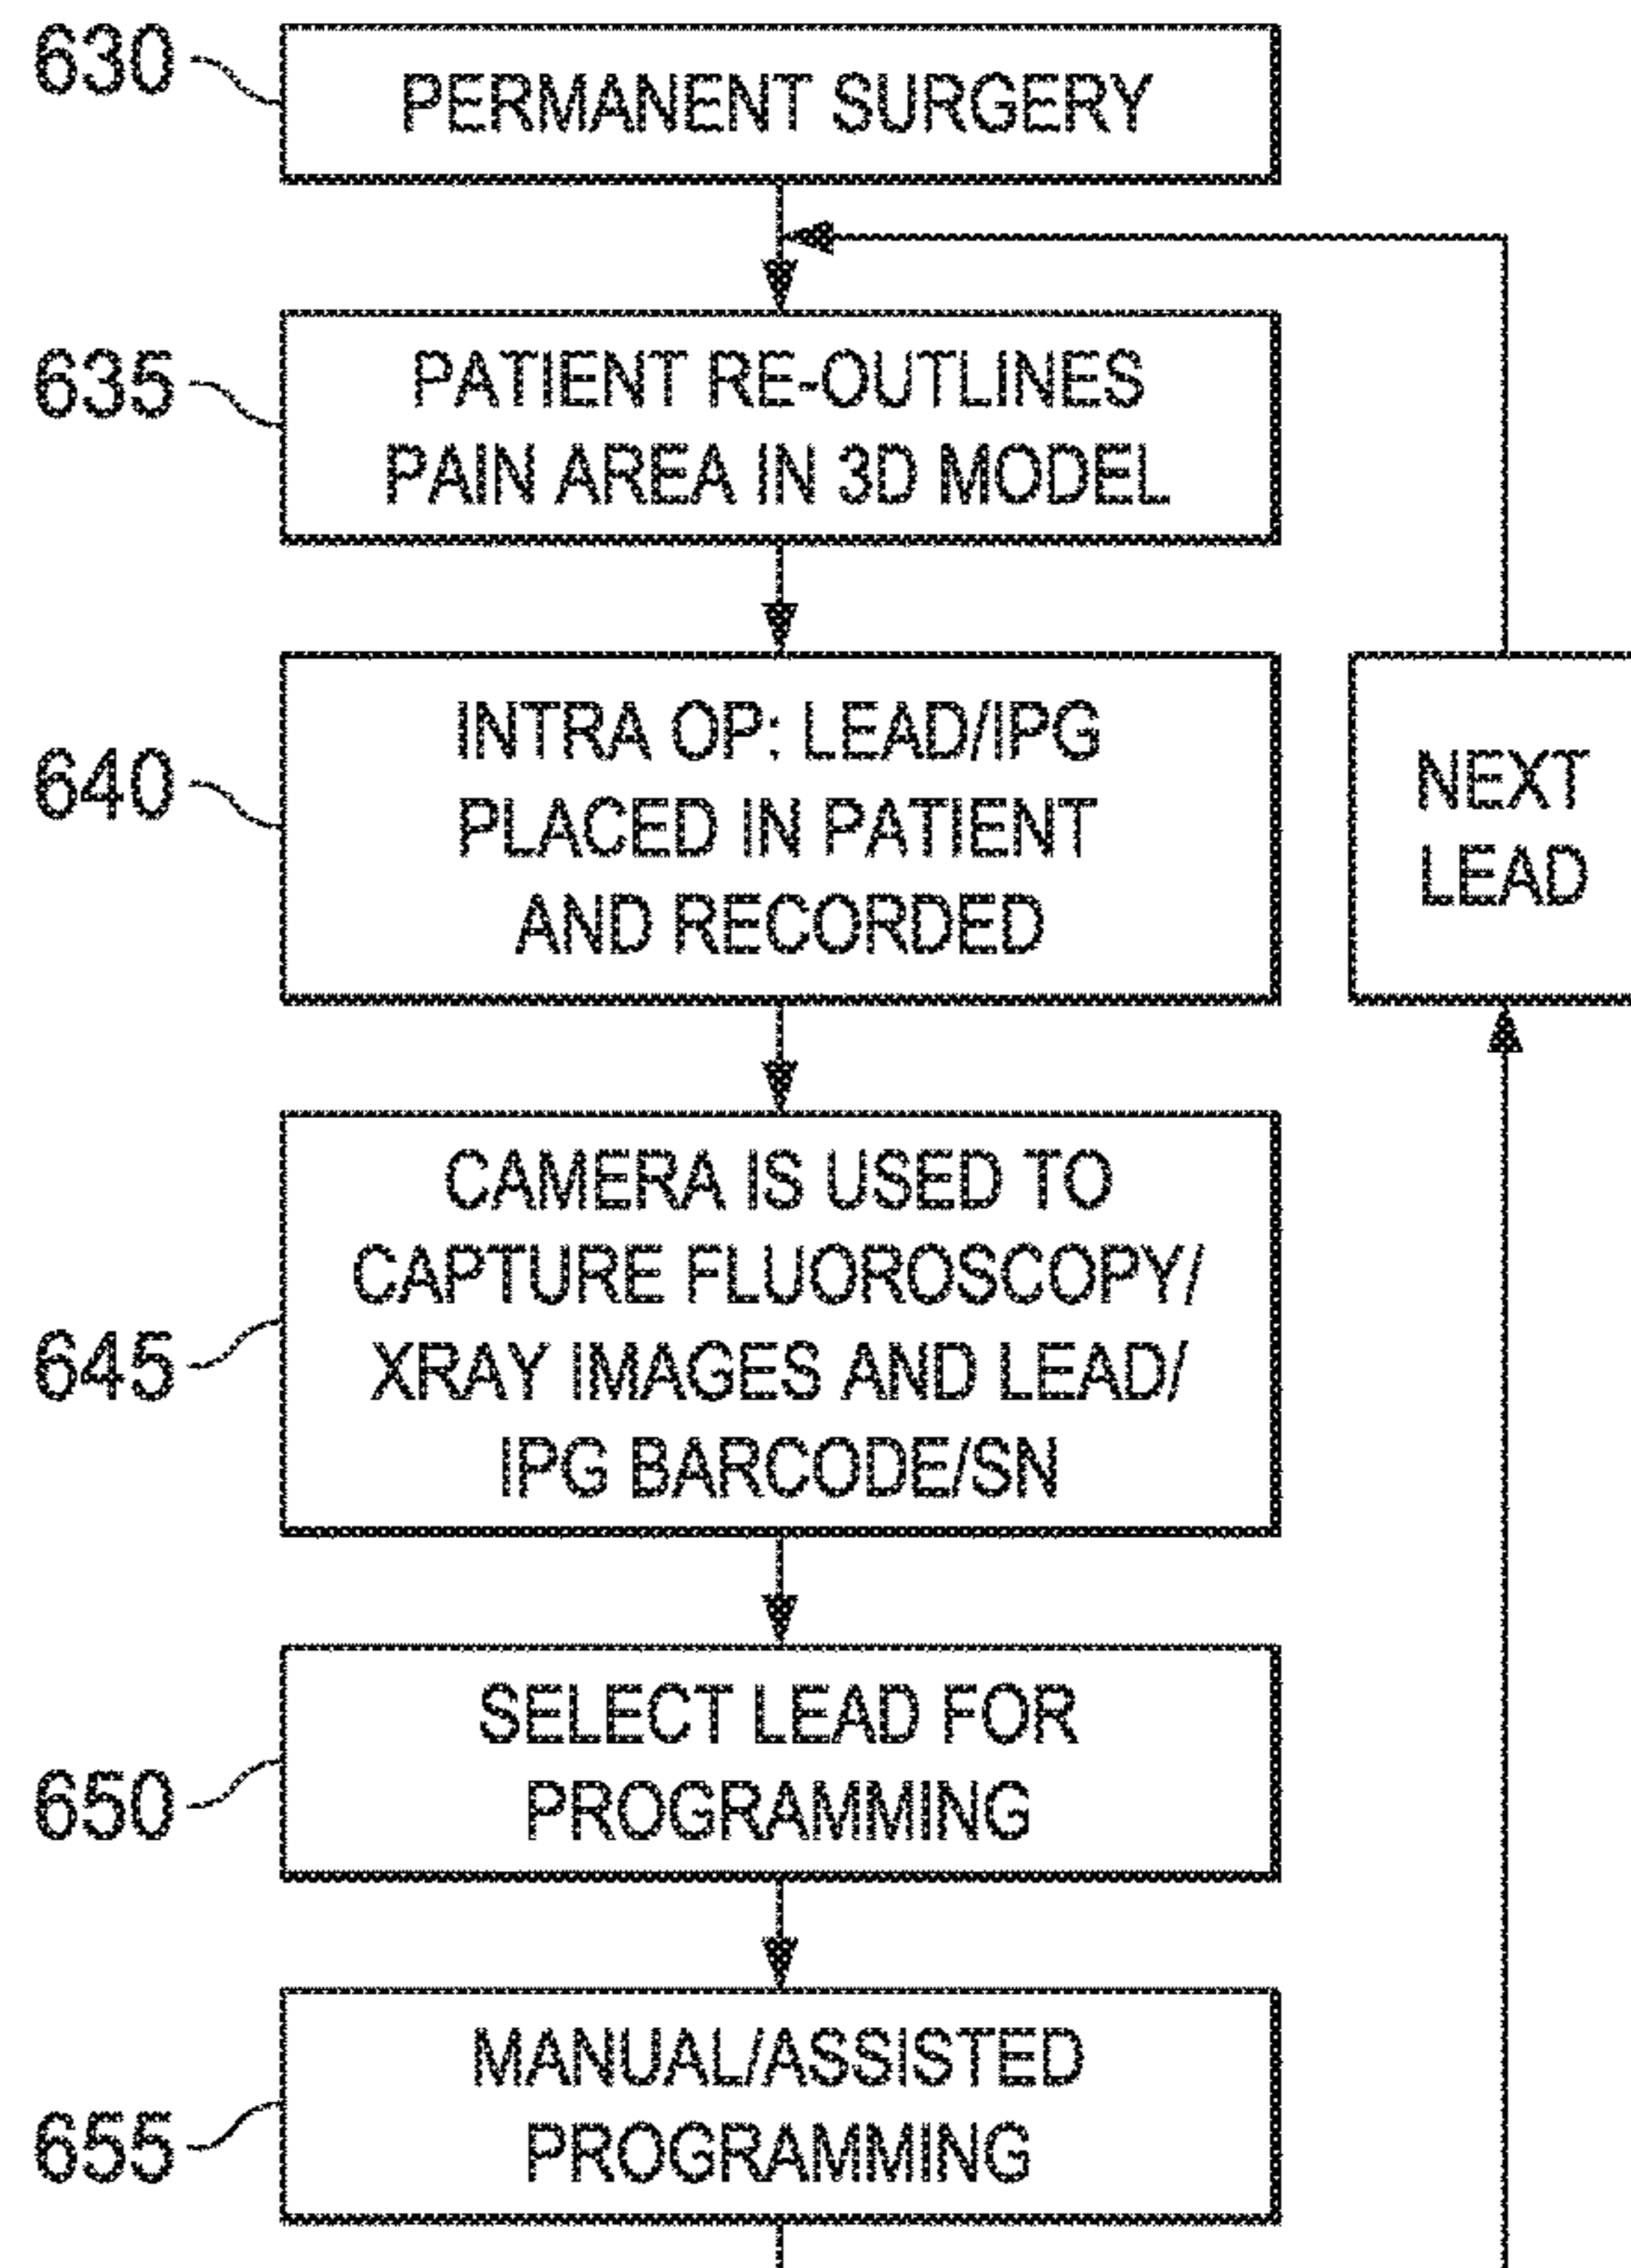 630
PERMANENT SURGERY
635
PATIENT RE-OUTLINES
PAIN AREA IN 3D MODEL
640
INTRA OP: LEAD/IPG
PLACED IN PATIENT
AND RECORDED
NEXT
LEAD
645
CAMERA IS USED TO
CAPTURE FLUOROSCOPY/
XRAY IMAGES AND LEAD/
IPG BARCODE/SN
650
SELECT LEAD FOR
PROGRAMMING
655
MANUAL/ASSISTED
PROGRAMMING